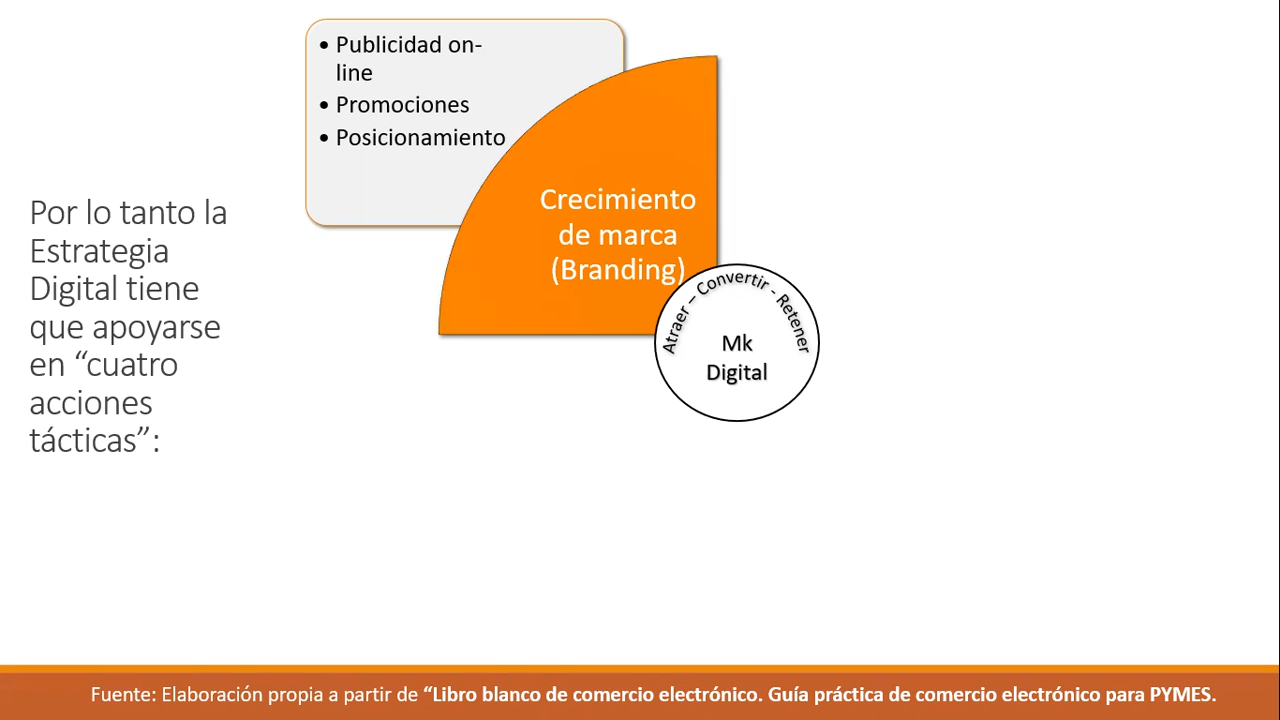 Por lo tanto la
Estrategia
Digital tiene
que apoyarse
en “cuatro
acciones
tácticas”:
• Publicidad on-
line
• Promociones
• Posicionamiento
Crecimiento
de marca
(Branding)
Atraer – Convertir - Retener
Mk
Digital
Fuente: Elaboración propia a partir de “Libro blanco de comercio electrónico. Guía práctica de comercio electrónico para PYMES.